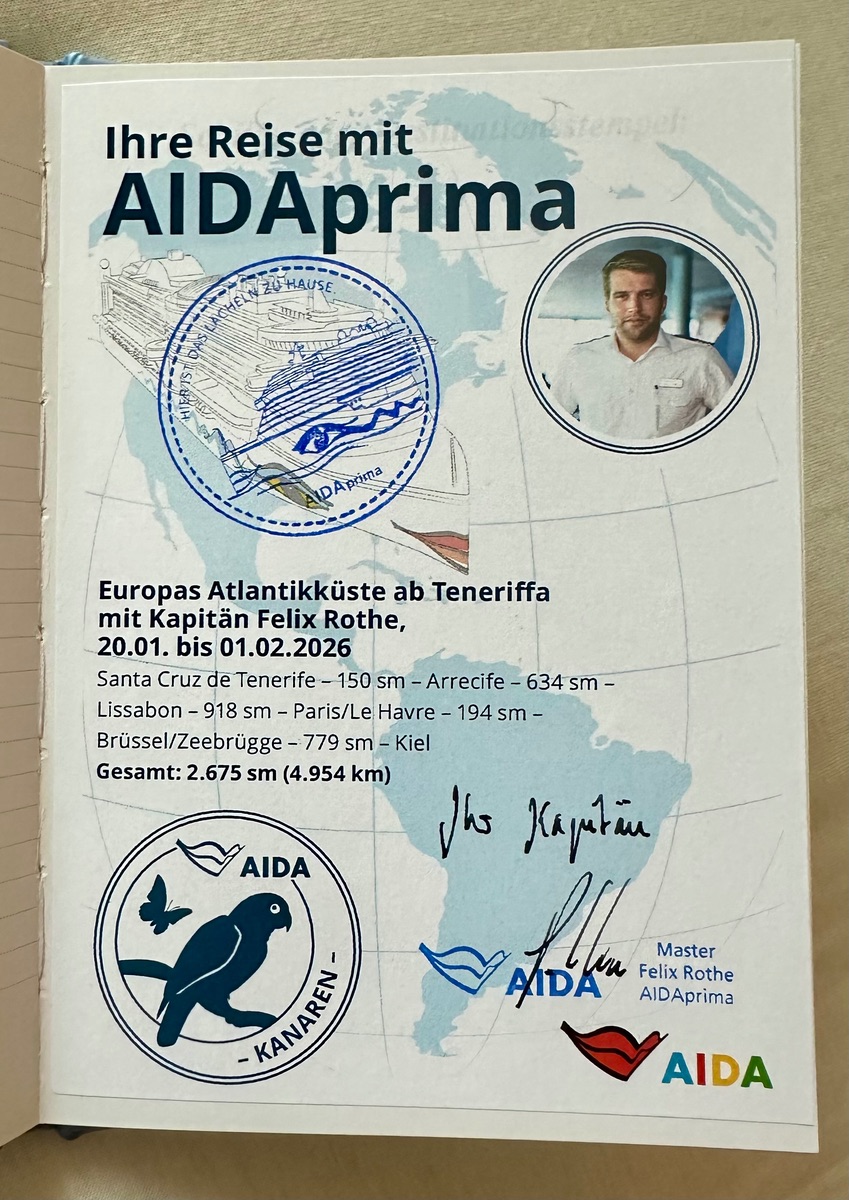 Ihre Reise mit
AIDAprima
HIER IST DAS LÄCHELN ZU HAUSE.
AIDAprima
Europas Atlantikküste ab Teneriffa
mit Kapitän Felix Rothe,
20.01. bis 01.02.2026
Santa Cruz de Tenerife – 150 sm – Arrecife – 634 sm –
Lissabon – 918 sm – Paris/Le Havre – 194 sm –
Brüssel/Zeebrügge – 779 sm – Kiel
Gesamt: 2.675 sm (4.954 km)
Ihr Kapitän
AIDA
– KANAREN –
AIDA
Master
Felix Rothe
AIDAprima
AIDA